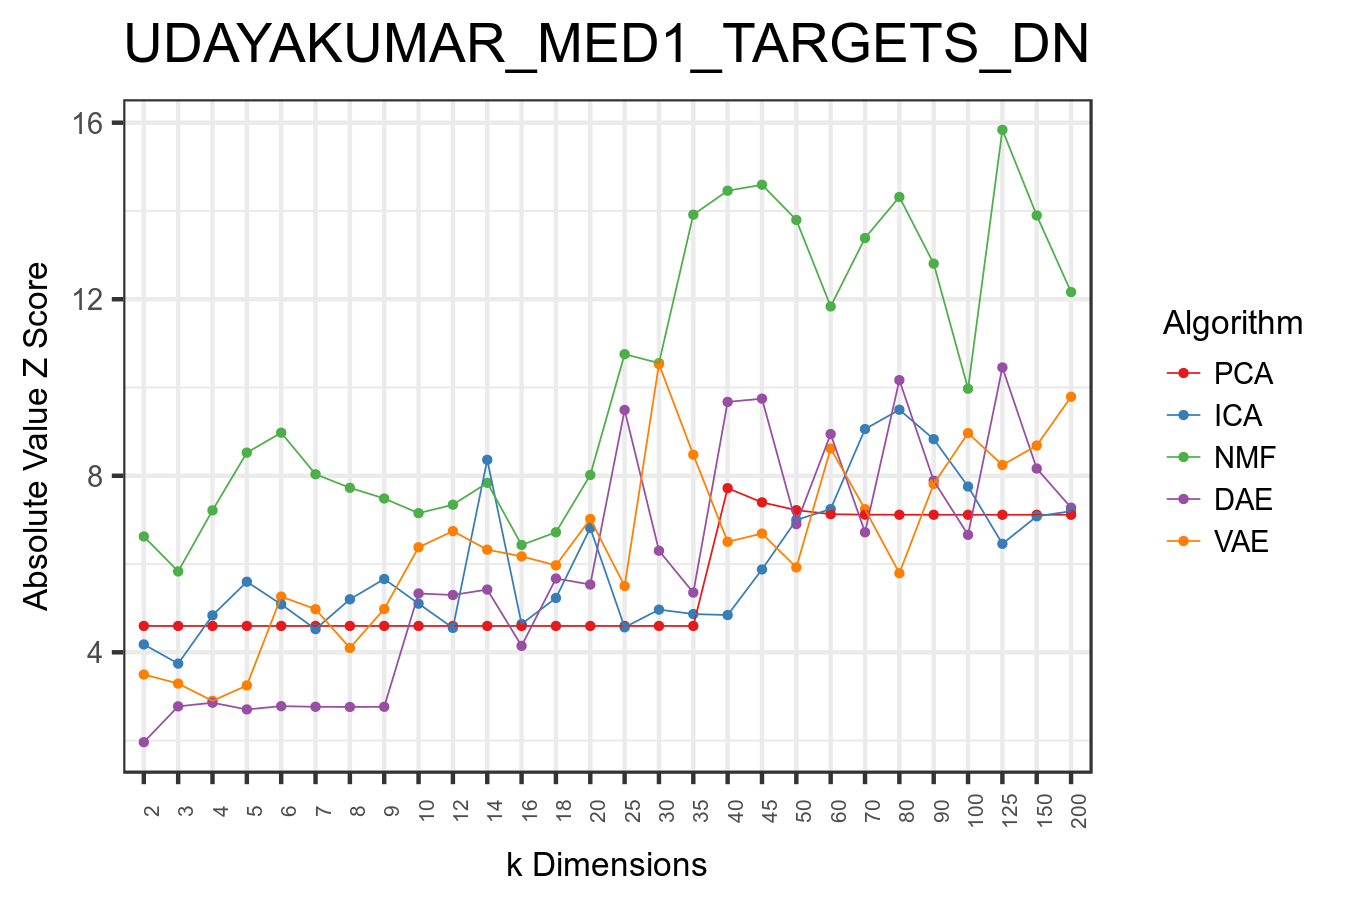 UDAYAKUMAR_MED1_TARGETS_DN
16
12
8
4
Absolute Value Z Score
2 3 4 5 6 7 8 9 10 12 14 16 18 20 25 30 35 40 45 50 60 70 80 90 100 125 150 200
k Dimensions
Algorithm
PCA
ICA
NMF
DAE
VAE